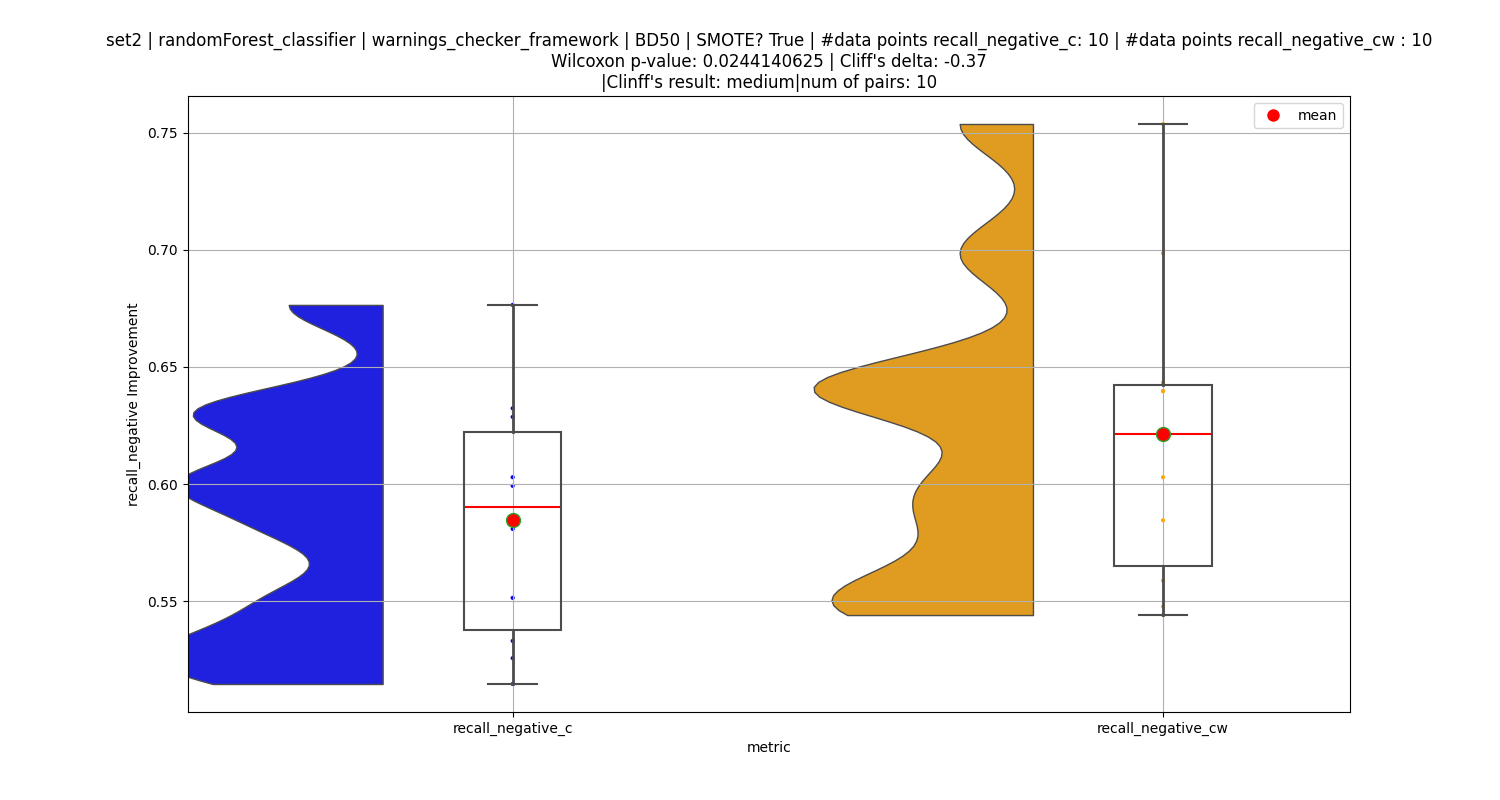 set2 | randomForest_classifier | warnings_checker_framework | BD50 | SMOTE? True | #data points recall_negative_c: 10 | #data points recall_negative_cw : 10
Wilcoxon p-value: 0.0244140625 | Cliff's delta: -0.37
|Clinff's result: medium|num of pairs: 10
mean
0.75
0.70
0.65
0.60
0.55
recall_negative Improvement
recall_negative_c
recall_negative_cw
metric